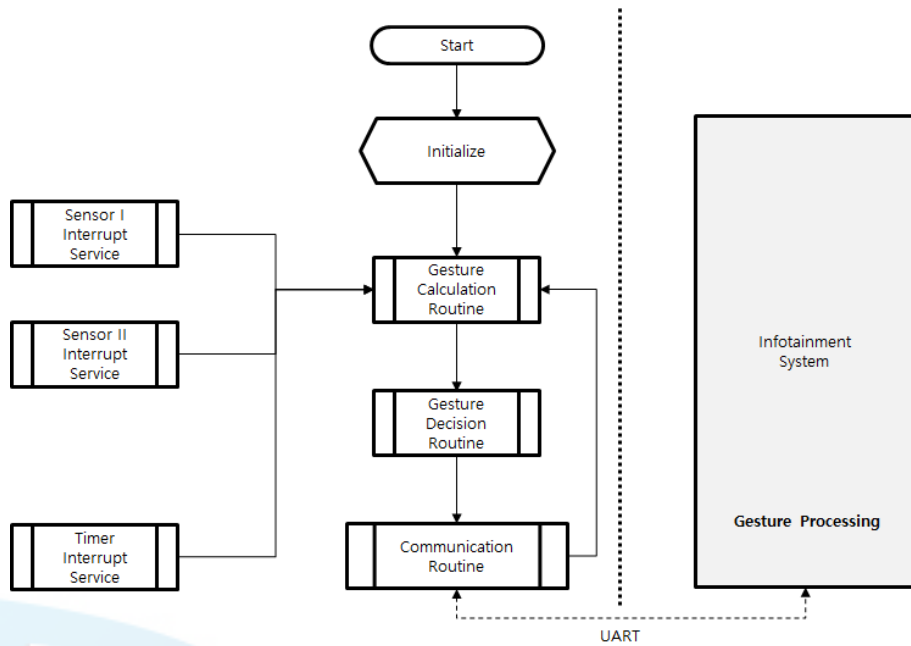 Start
Initialize
Sensor I
Interrupt
Service
Gesture
Calculation
Routine
Sensor II
Interrupt
Service
Infotainment
System
Gesture
Decision
Routine
Gesture Processing
Timer
Interrupt
Service
Communication
Routine
UART